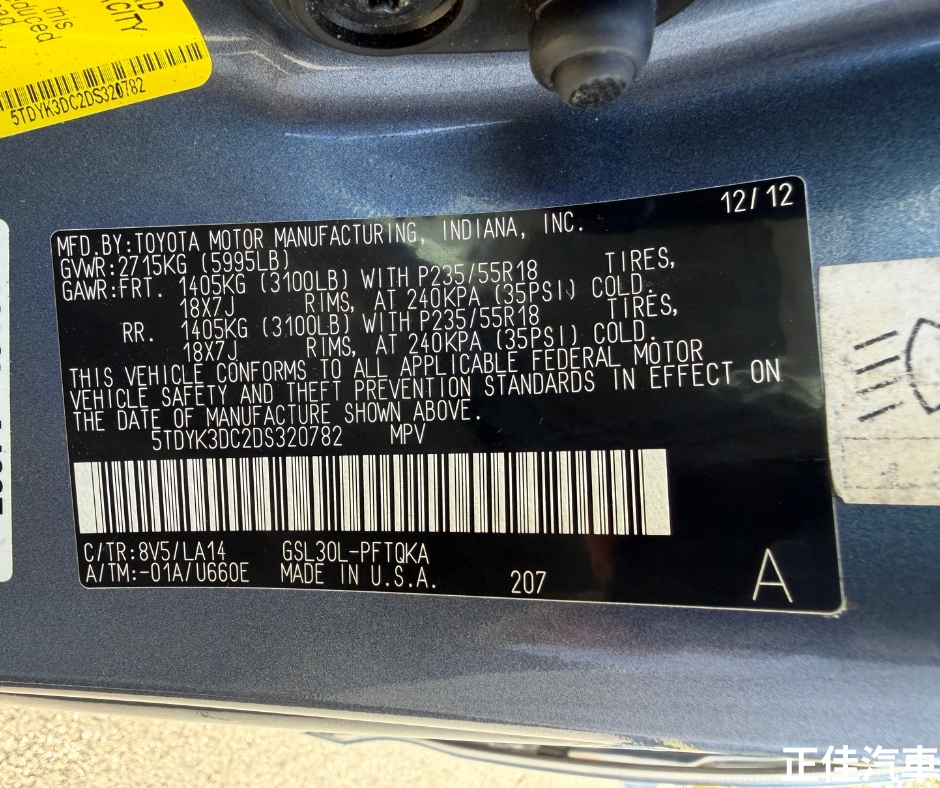 D
CITY
this
oduced
5TDYK3DC2DS320782
12/12
MFD.BY:TOYOTA MOTOR MANUFACTURING, INDIANA, INC.
GVWR:2715KG (5995LB)
GAWR:FRT. 1405KG (3100LB) WITH P235/55R18 TIRES,
18X7J RIMS, AT 240KPA (35PSI) COLD.
RR. 1405KG (3100LB) WITH P235/55R18 TIRES,
18X7J RIMS, AT 240KPA (35PSI) COLD.
THIS VEHICLE CONFORMS TO ALL APPLICABLE FEDERAL MOTOR
VEHICLE SAFETY AND THEFT PREVENTION STANDARDS IN EFFECT ON
THE DATE OF MANUFACTURE SHOWN ABOVE.
5TDYK3DC2DS320782 MPV
C/TR:8V5/LA14 GSL30L-PFTQKA
A/TM:-01A/U660E MADE IN U.S.A. 207 A
正佳汽車